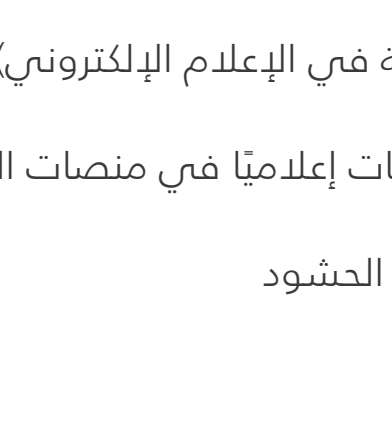 ة في الإعلام الإلكتروني)
ات إعلاميًا في منصات ال
الحشود